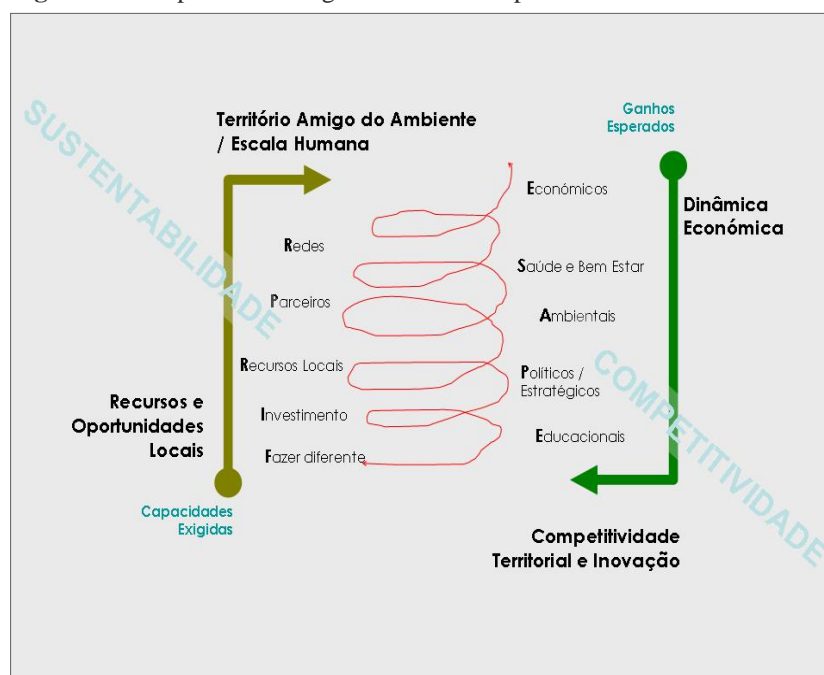 SUSTENTABILIDADE
Território Amigo do Ambiente
/ Escala Humana
Ganhos
Esperados
Económicos
Dinâmica
Económica
Redes
Saúde e Bem Estar
Parceiros
Ambientais
Recursos Locais
Políticos /
Estratégicos
COMPETITIVIDADE
Recursos e
Oportunidades
Locais
Investimento
Educacionais
Fazer diferente
Capacidades
Exigidas
Competitividade
Territorial e Inovação